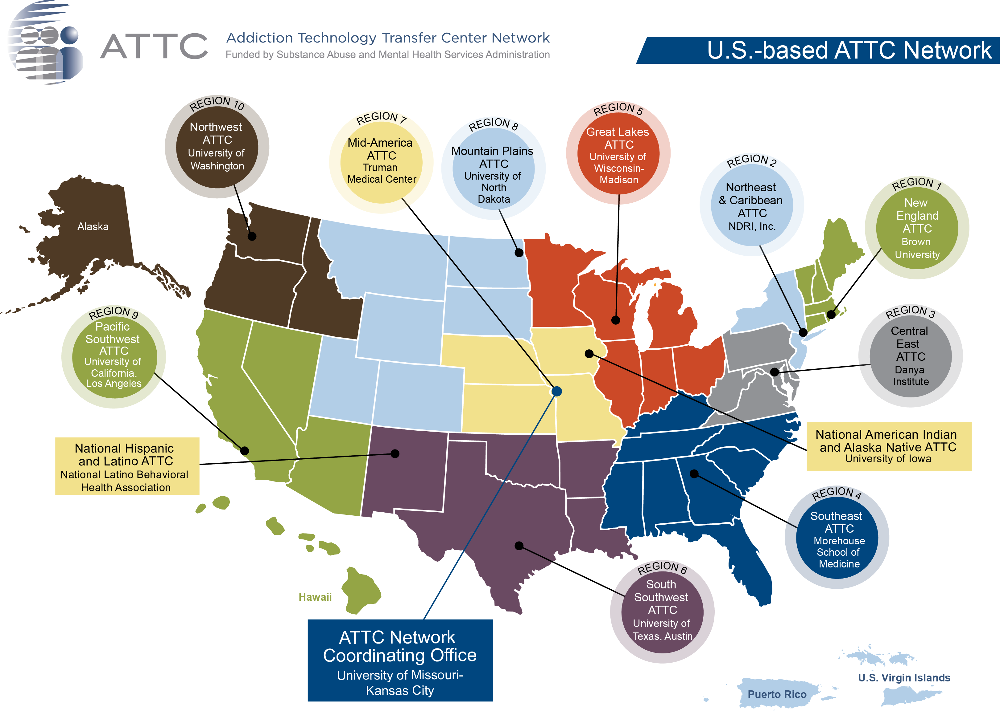 ATTC
Addiction Technology Transfer Center Network
Funded by Substance Abuse and Mental Health Services Administration
U.S.-based ATTC Network
REGION 10
Northwest
ATTC
University of
Washington
REGION 7
Mid-America
ATTC
Truman
Medical Center
REGION 8
Mountain Plains
ATTC
University of
North
Dakota
REGION 5
Great Lakes
ATTC
University of
Wisconsin-
Madison
REGION 2
Northeast
& Caribbean
ATTC
NDRI, Inc.
REGION 1
New
England
ATTC
Brown
University
Alaska
REGION 9
Pacific
Southwest
ATTC
University of
California,
Los Angeles
REGION 3
Central
East
ATTC
Danya
Institute
National Hispanic
and Latino ATTC
National Latino Behavioral
Health Association
National American Indian
and Alaska Native ATTC
University of Iowa
REGION 4
Southeast
ATTC
Morehouse
School of
Medicine
REGION 6
South
Southwest
ATTC
University of
Texas, Austin
Hawaii
ATTC Network
Coordinating Office
University of Missouri-
Kansas City
U.S. Virgin Islands
Puerto Rico